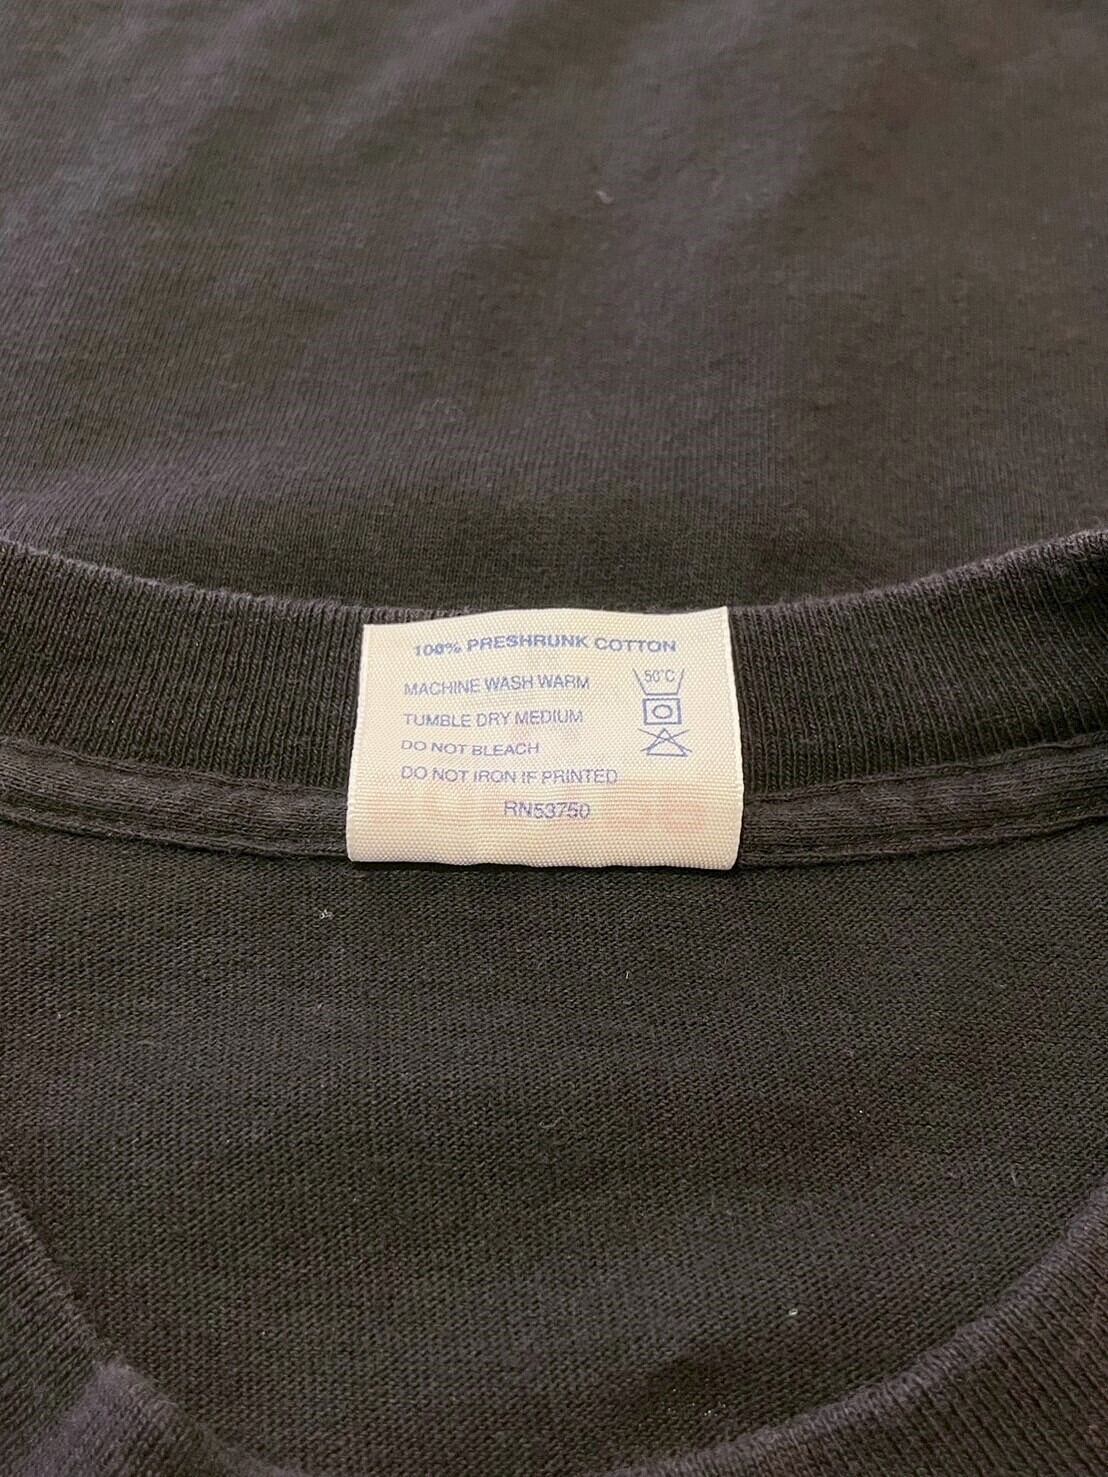 100% PRESHRUNK COTTON
MACHINE WASH WARM
50°C
TUMBLE DRY MEDIUM
DO NOT BLEACH
DO NOT IRON IF PRINTED
RN53750